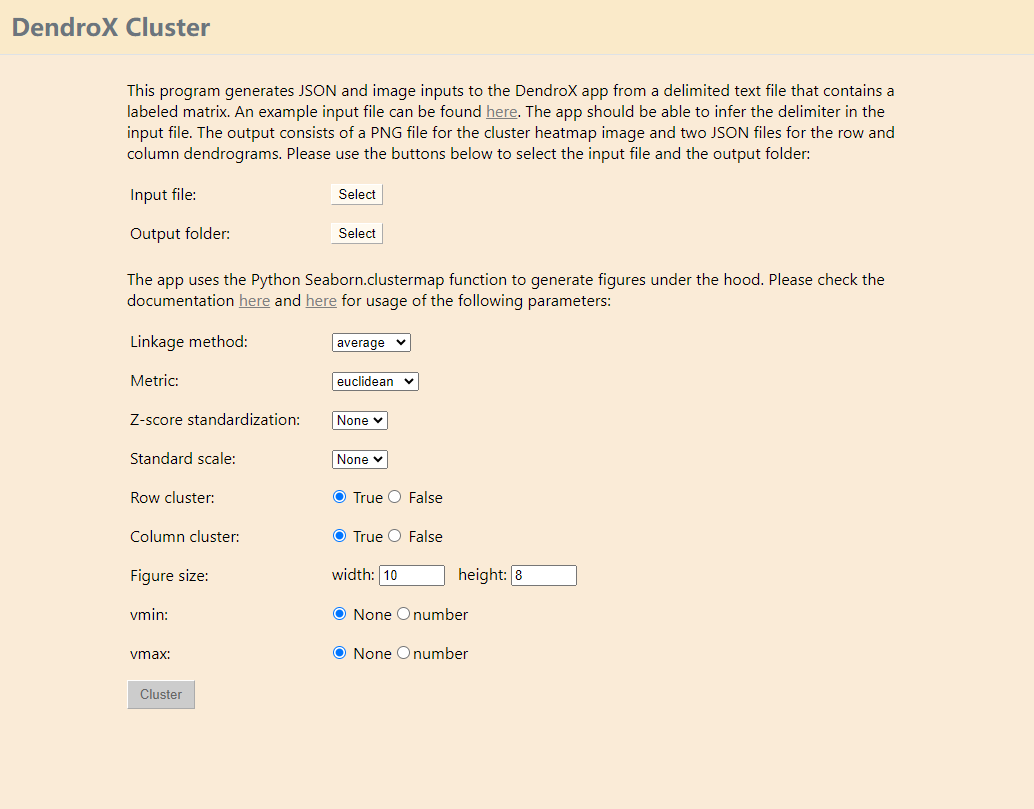 DendroX Cluster
This program generates JSON and image inputs to the DendroX app from a delimited text file that contains a
labeled matrix. An example input file can be found here. The app should be able to infer the delimiter in the
input file. The output consists of a PNG file for the cluster heatmap image and two JSON files for the row and
column dendrograms. Please use the buttons below to select the input file and the output folder:
Input file: Select
Output folder: Select
The app uses the Python Seaborn.clustermap function to generate figures under the hood. Please check the
documentation here and here for usage of the following parameters:
Linkage method: average
Metric: euclidean
Z-score standardization: None
Standard scale: None
Row cluster: True False
Column cluster: True False
Figure size: width: 10 height: 8
vmin: None number
vmax: None number
Cluster